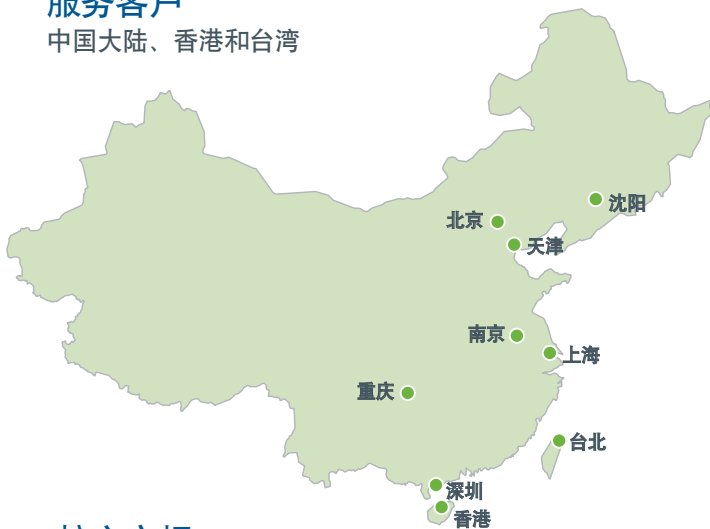 服务客户
中国大陆、香港和台湾
沈阳
北京
天津
南京
上海
重庆
台北
深圳
香港